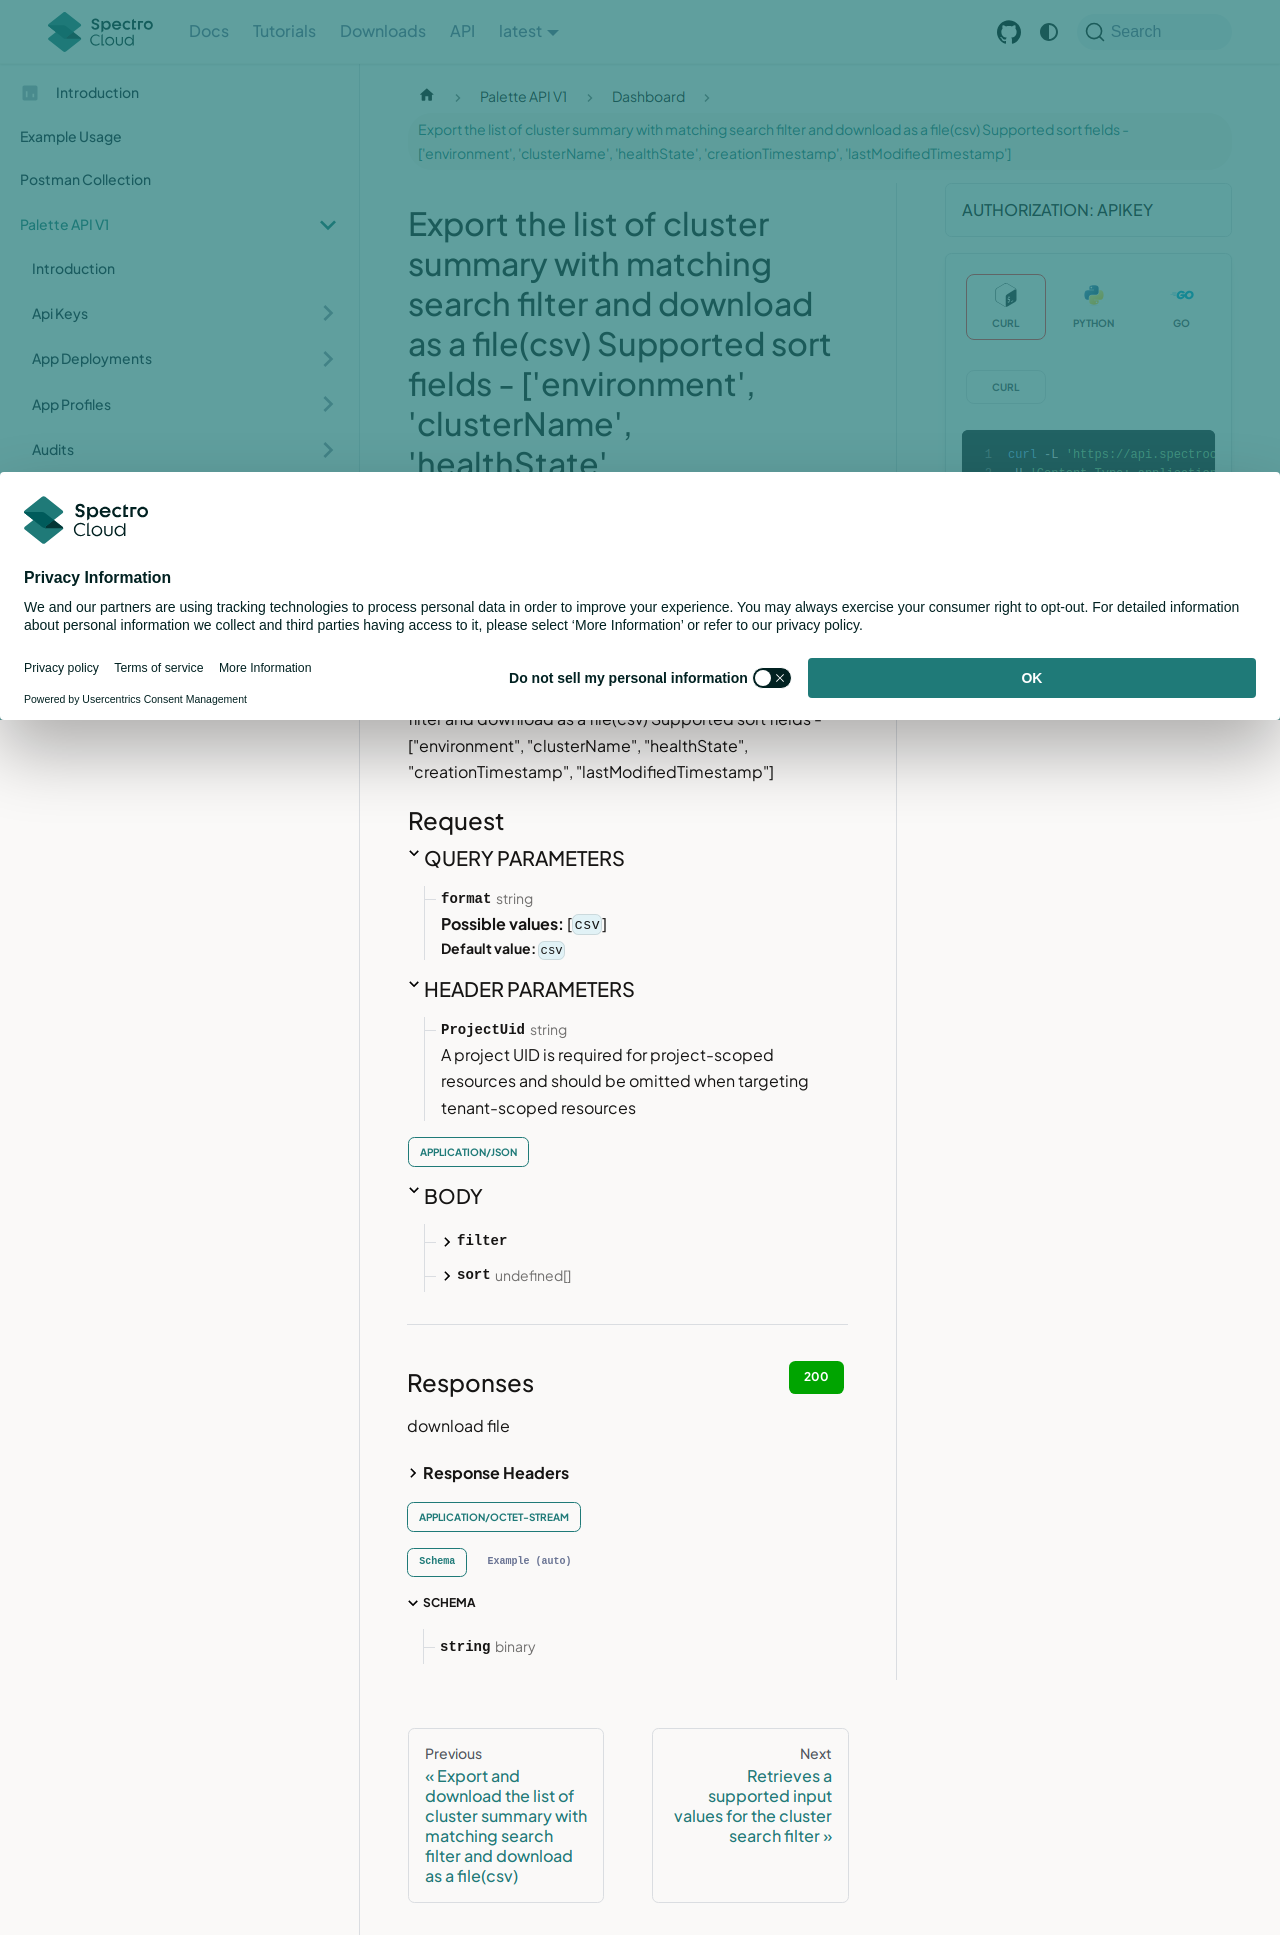 Spectro
Cloud
Docs
Tutorials
Downloads
API
latest
Search
Introduction
Example Usage
Postman Collection
Palette API V1
Introduction
Api Keys
App Deployments
App Profiles
Audits
Palette API V1
Dashboard
Export the list of cluster summary with matching search filter and download as a file(csv) Supported sort fields -
['environment', 'clusterName', 'healthState', 'creationTimestamp', 'lastModifiedTimestamp']
Export the list of cluster
summary with matching
search filter and download
as a file(csv) Supported sort
fields - ['environment',
'clusterName',
'healthState',
AUTHORIZATION: APIKEY
CURL
PYTHON
GO
CURL
1 curl -L 'https://api.spectroc
Spectro
Cloud
Privacy Information
We and our partners are using tracking technologies to process personal data in order to improve your experience. You may always exercise your consumer right to opt-out. For detailed information
about personal information we collect and third parties having access to it, please select ‘More Information’ or refer to our privacy policy.
Privacy policy
Terms of service
More Information
Powered by Usercentrics Consent Management
Do not sell my personal information
OK
filter and download as a file(csv) Supported sort fields -
["environment", "clusterName", "healthState",
"creationTimestamp", "lastModifiedTimestamp"]
Request
QUERY PARAMETERS
format string
Possible values: [csv]
Default value: csv
HEADER PARAMETERS
ProjectUid string
A project UID is required for project-scoped
resources and should be omitted when targeting
tenant-scoped resources
APPLICATION/JSON
BODY
filter
sort undefined[]
Responses
200
download file
Response Headers
APPLICATION/OCTET-STREAM
Schema
Example (auto)
SCHEMA
string binary
Previous
« Export and
download the list of
cluster summary with
matching search
filter and download
as a file(csv)
Next
Retrieves a
supported input
values for the cluster
search filter »